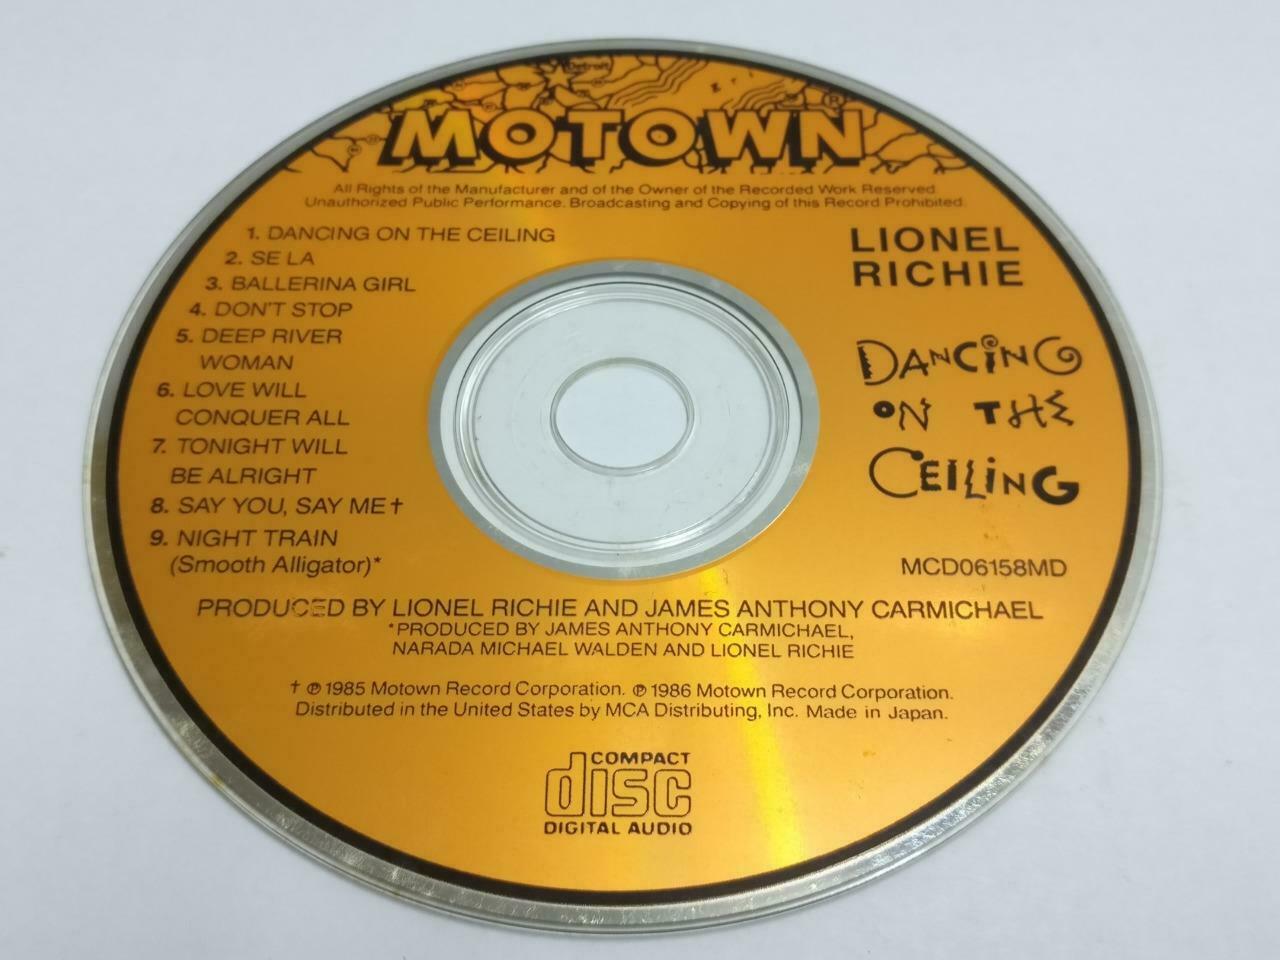 Detroit
MOTOWN®
All Rights of the Manufacturer and of the Owner of the Recorded Work Reserved
Unauthorized Public Performance. Broadcasting and Copying of this Record Prohibited.
1. DANCING ON THE CEILING
2. SE LA
3. BALLERINA GIRL
4. DON'T STOP
5. DEEP RIVER
WOMAN
6. LOVE WILL
CONQUER ALL
7. TONIGHT WILL
BE ALRIGHT
8. SAY YOU, SAY ME†
9. NIGHT TRAIN
(Smooth Alligator)*
LIONEL
RICHIE
DANCING
ON THE
CEILING
MCD06158MD
PRODUCED BY LIONEL RICHIE AND JAMES ANTHONY CARMICHAEL
*PRODUCED BY JAMES ANTHONY CARMICHAEL,
NARADA MICHAEL WALDEN AND LIONEL RICHIE
† ℗ 1985 Motown Record Corporation. ℗ 1986 Motown Record Corporation.
Distributed in the United States by MCA Distributing, Inc. Made in Japan.
COMPACT
disc
DIGITAL AUDIO